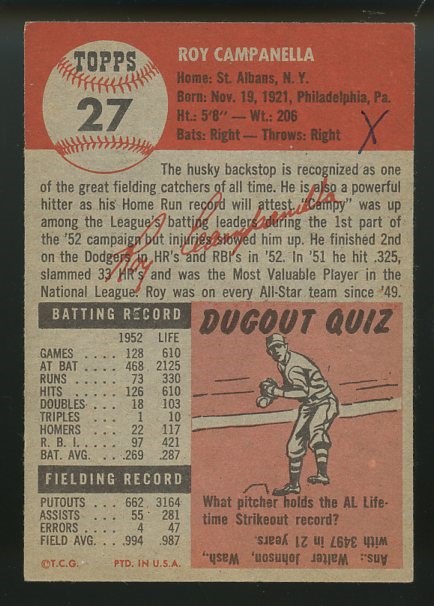 TOPPS
27
ROY CAMPANELLA
Home: St. Albans, N. Y.
Born: Nov. 19, 1921, Philadelphia, Pa.
Ht.: 5'8"— Wt.: 206
Bats: Right — Throws: Right
X
The husky backstop is recognized as one
of the great fielding catchers of all time. He is also a powerful
hitter as his Home Run record will attest. "Campy" was up
among the League's batting leaders during the 1st part of
the '52 campaign but injuries slowed him up. He finished 2nd
on the Dodgers in HR's and RBI's in '52. In '51 he hit .325,
slammed 33 HR's and was the Most Valuable Player in the
National League. Roy was on every All-Star team since '49.
Roy Campanella
BATTING RECORD
1952 LIFE
GAMES .... 128 610
AT BAT .... 468 2125
RUNS ..... 73 330
HITS ..... 126 610
DOUBLES .. 18 103
TRIPLES ... 1 10
HOMERS ... 22 117
R. B. I. .... 97 421
BAT. AVG. .. .269 .287
FIELDING RECORD
PUTOUTS ... 662 3164
ASSISTS .... 55 281
ERRORS .... 4 47
FIELD AVG. .. .994 .987
©T.C.G. PTD. IN U.S.A.
DUGOUT QUIZ
What pitcher holds the AL Life-
time Strikeout record?
Ans.: Walter Johnson, Wash.,
with 3497 in 21 years.